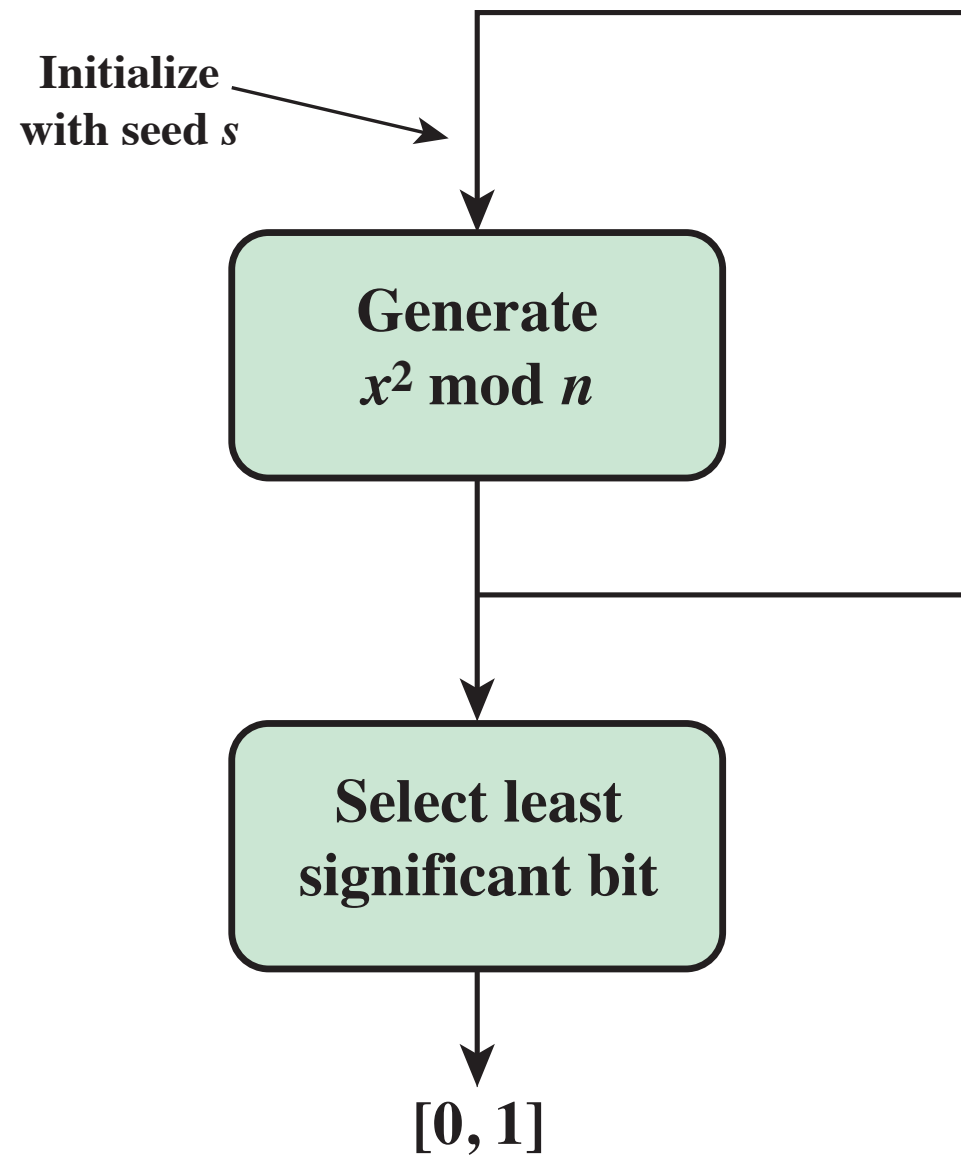 Initialize
with seed s
Generate
x² mod n
Select least
significant bit
[0, 1]